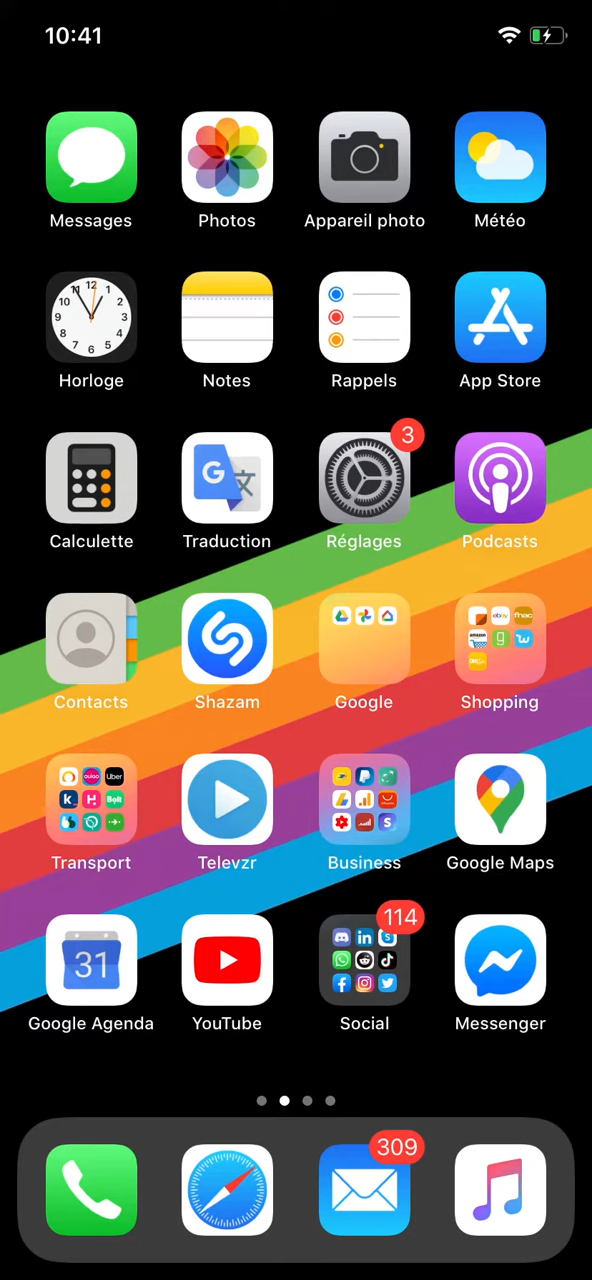 10:41
Messages
Photos
Appareil photo
Météo
Horloge
Notes
Rappels
App Store
3
Calculette
Traduction
Réglages
Podcasts
Contacts
Shazam
Google
Shopping
Transport
Televzr
Business
Google Maps
31
114
Google Agenda
YouTube
Social
Messenger
309